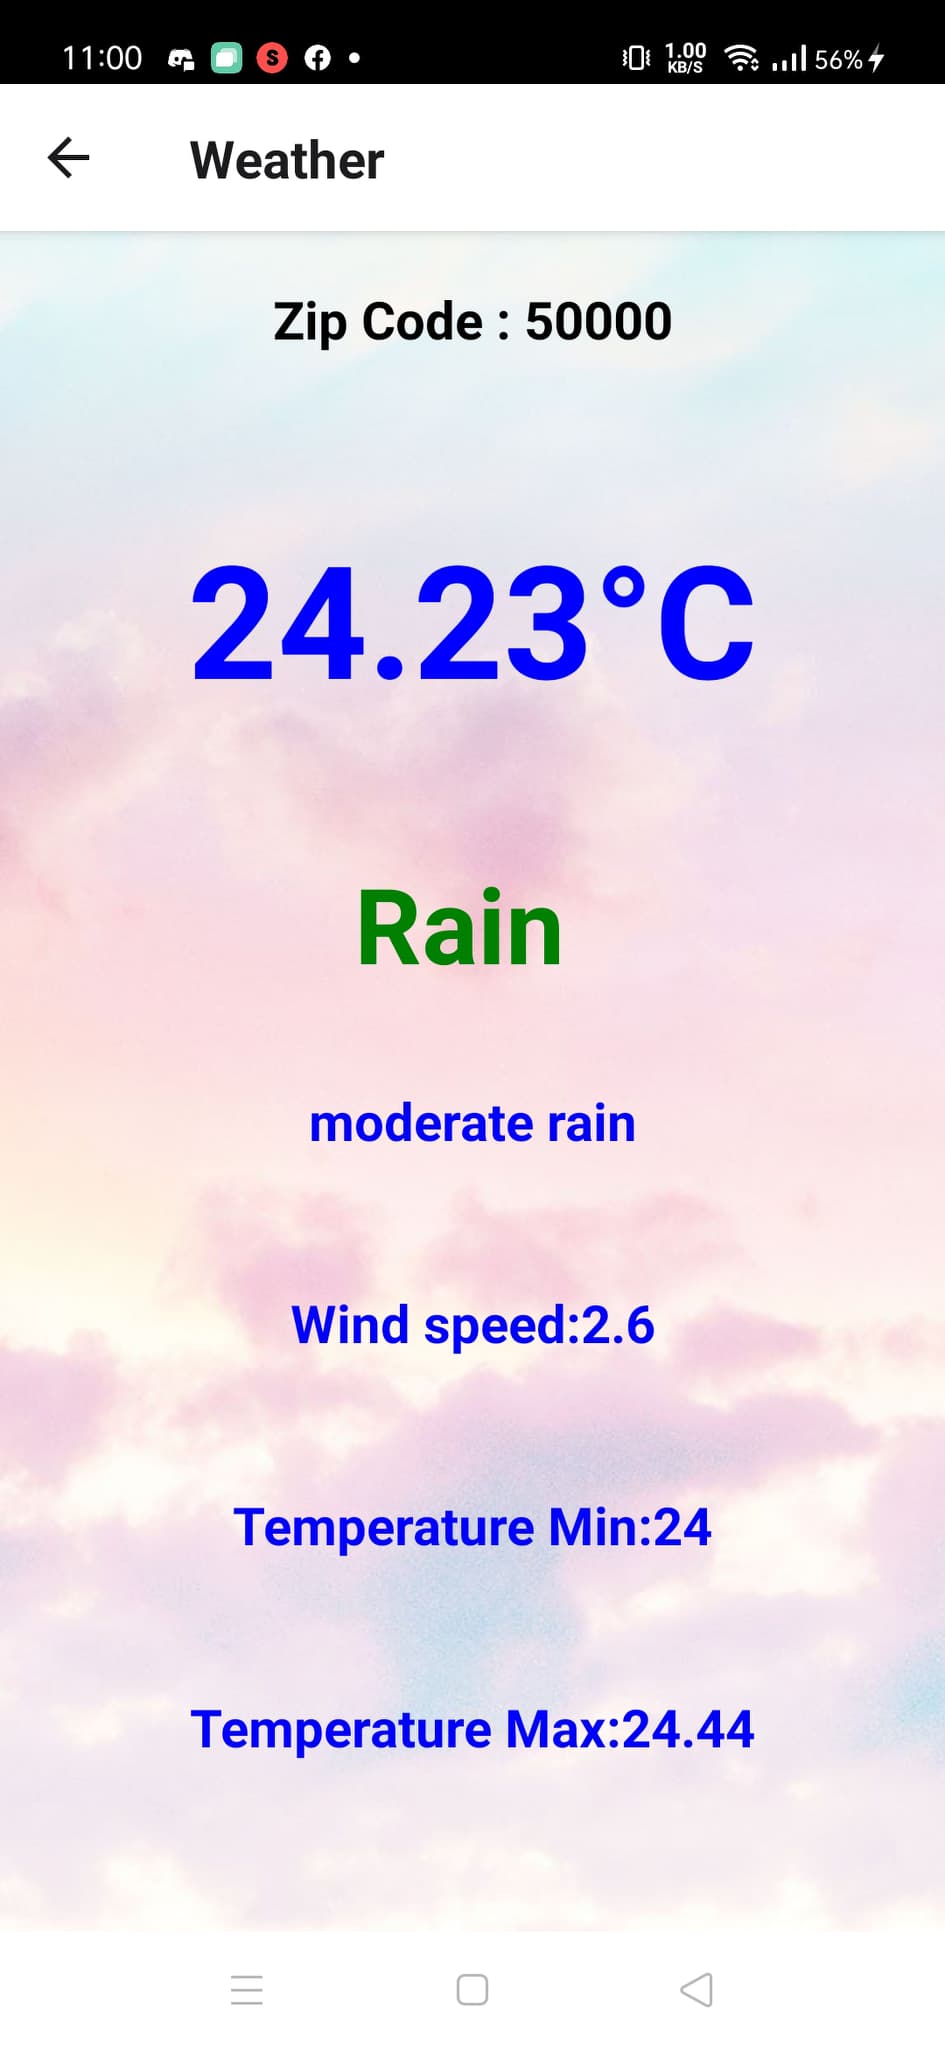 11:00
S
1.00
KB/S
56%
Weather
Zip Code : 50000
24.23°C
Rain
moderate rain
Wind speed:2.6
Temperature Min:24
Temperature Max:24.44